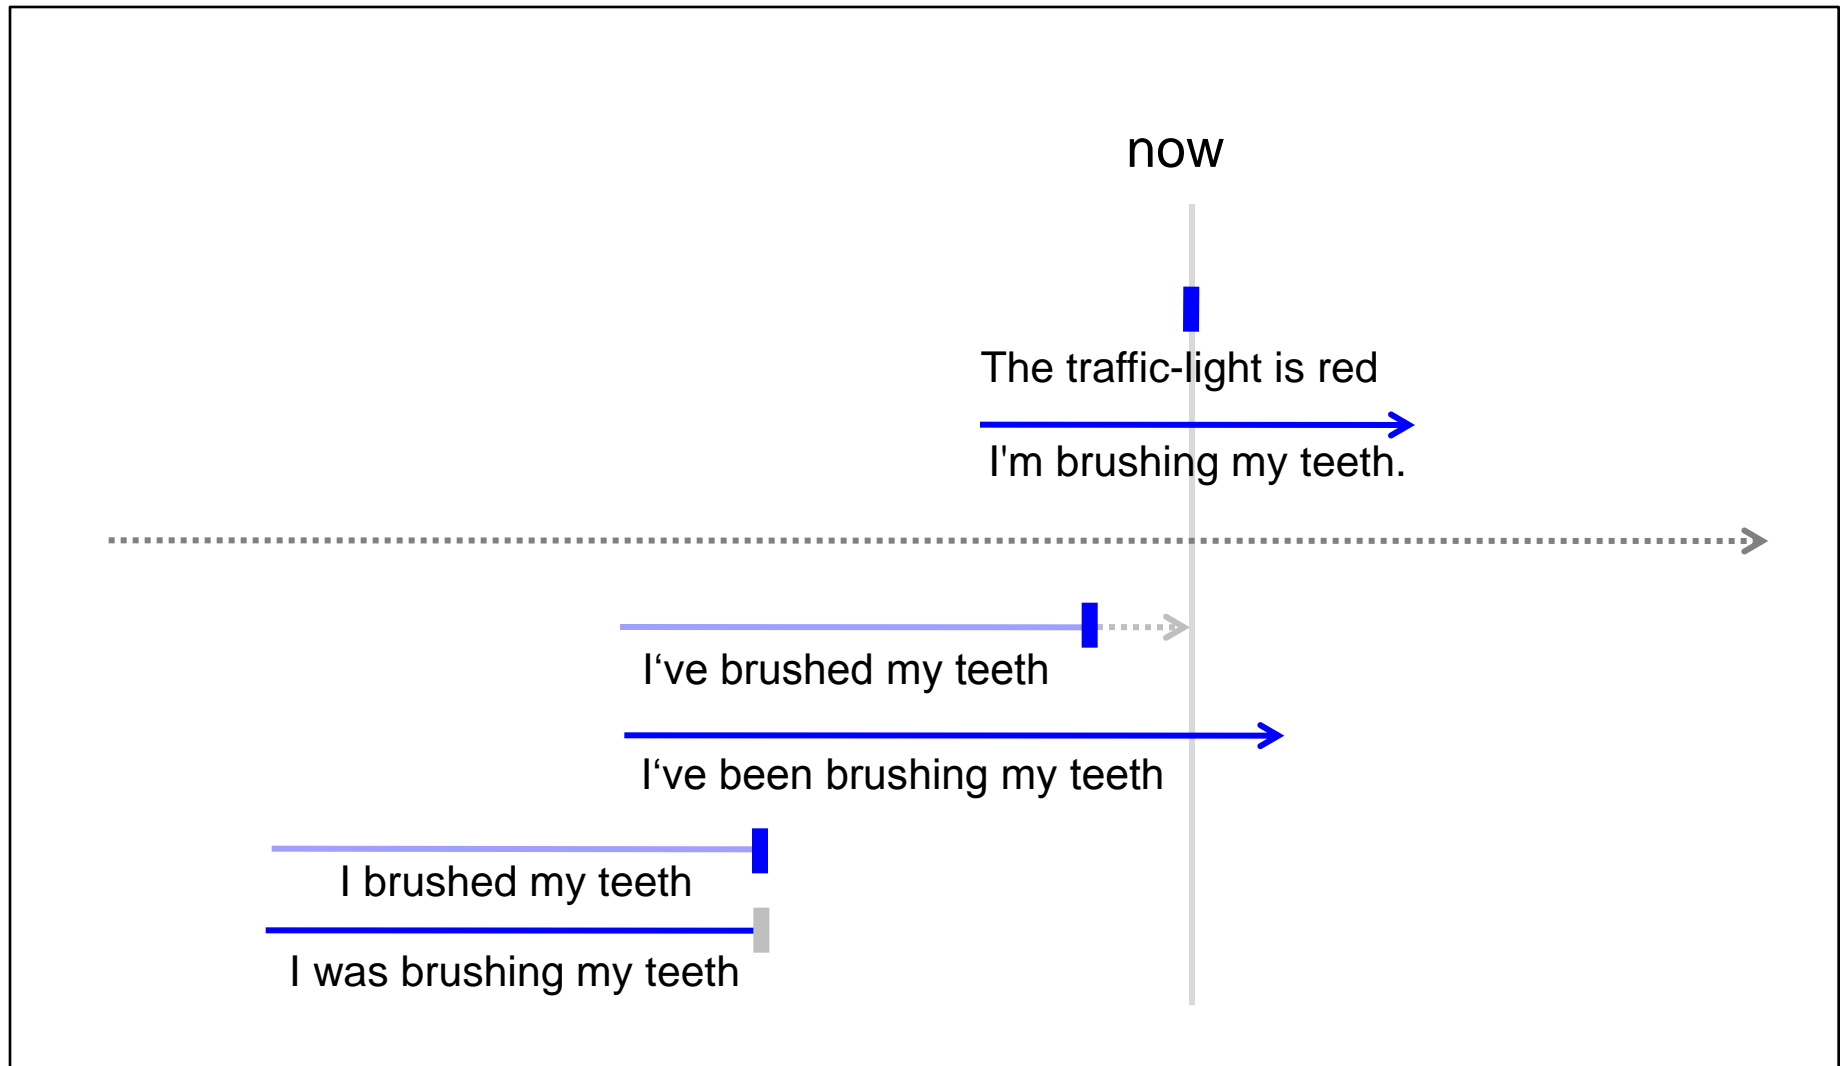 now
The traffic-light is red
I'm brushing my teeth.
I‘ve brushed my teeth
I‘ve been brushing my teeth
I brushed my teeth
I was brushing my teeth